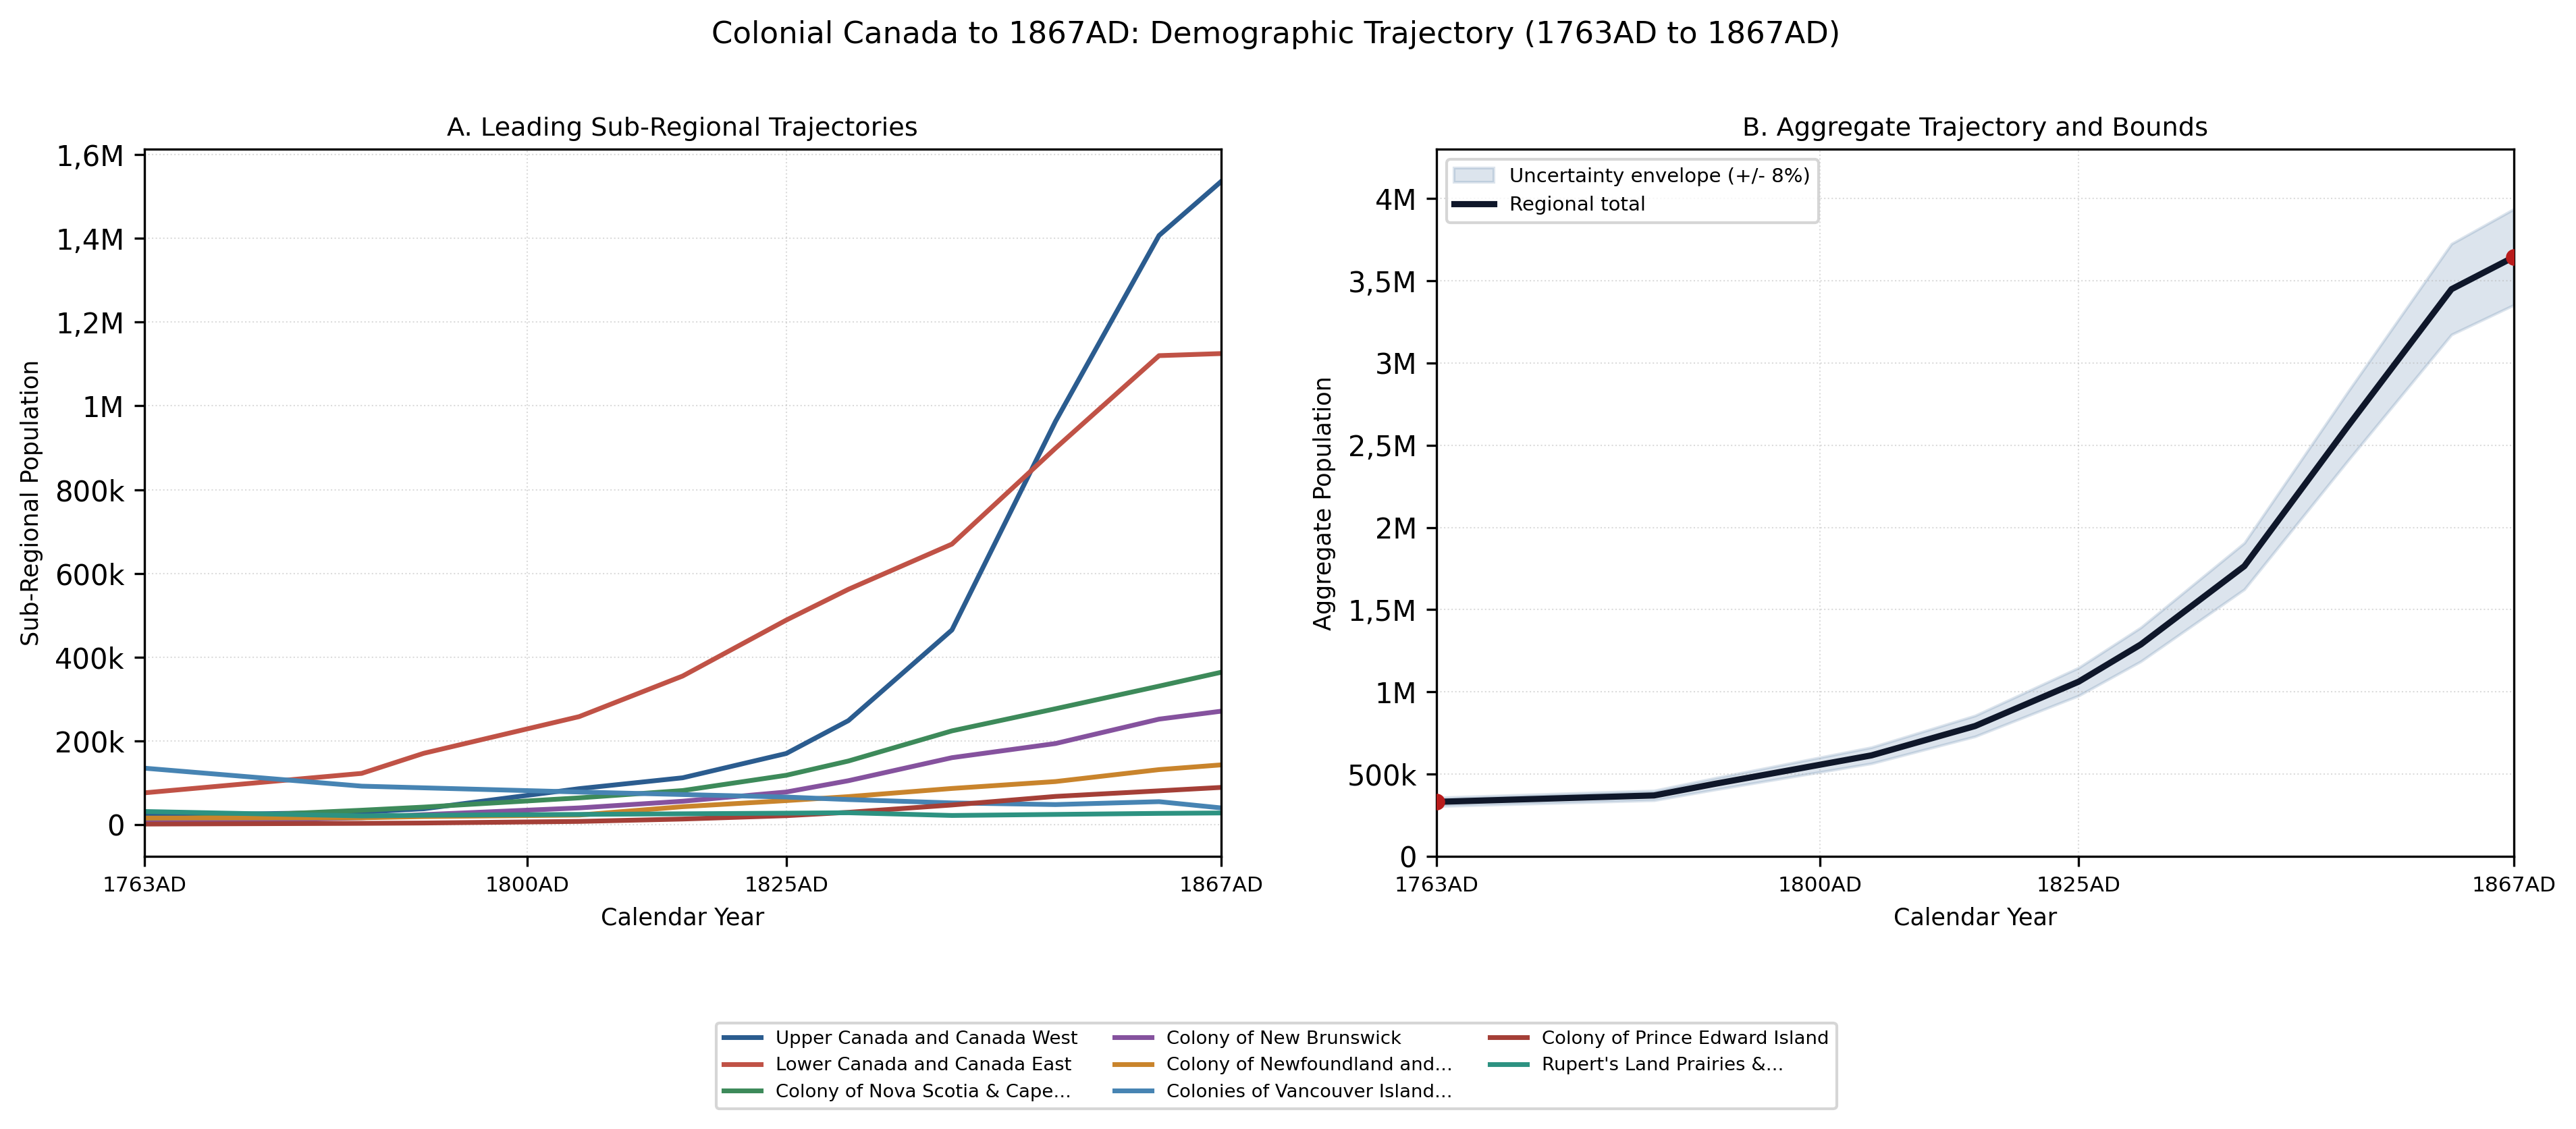 Colonial Canada to 1867AD: Demographic Trajectory (1763AD to 1867AD)
A. Leading Sub-Regional Trajectories
1,6M
1,4M
1,2M
1M
800k
600k
400k
200k
0
Sub-Regional Population
1763AD 1800AD 1825AD 1867AD
Calendar Year
B. Aggregate Trajectory and Bounds
Uncertainty envelope (+/- 8%)
Regional total
4M
3,5M
3M
2,5M
2M
1,5M
1M
500k
0
Aggregate Population
1763AD 1800AD 1825AD 1867AD
Calendar Year
Upper Canada and Canada West
Lower Canada and Canada East
Colony of Nova Scotia & Cape...
Colony of New Brunswick
Colony of Newfoundland and...
Colonies of Vancouver Island...
Colony of Prince Edward Island
Rupert's Land Prairies &...